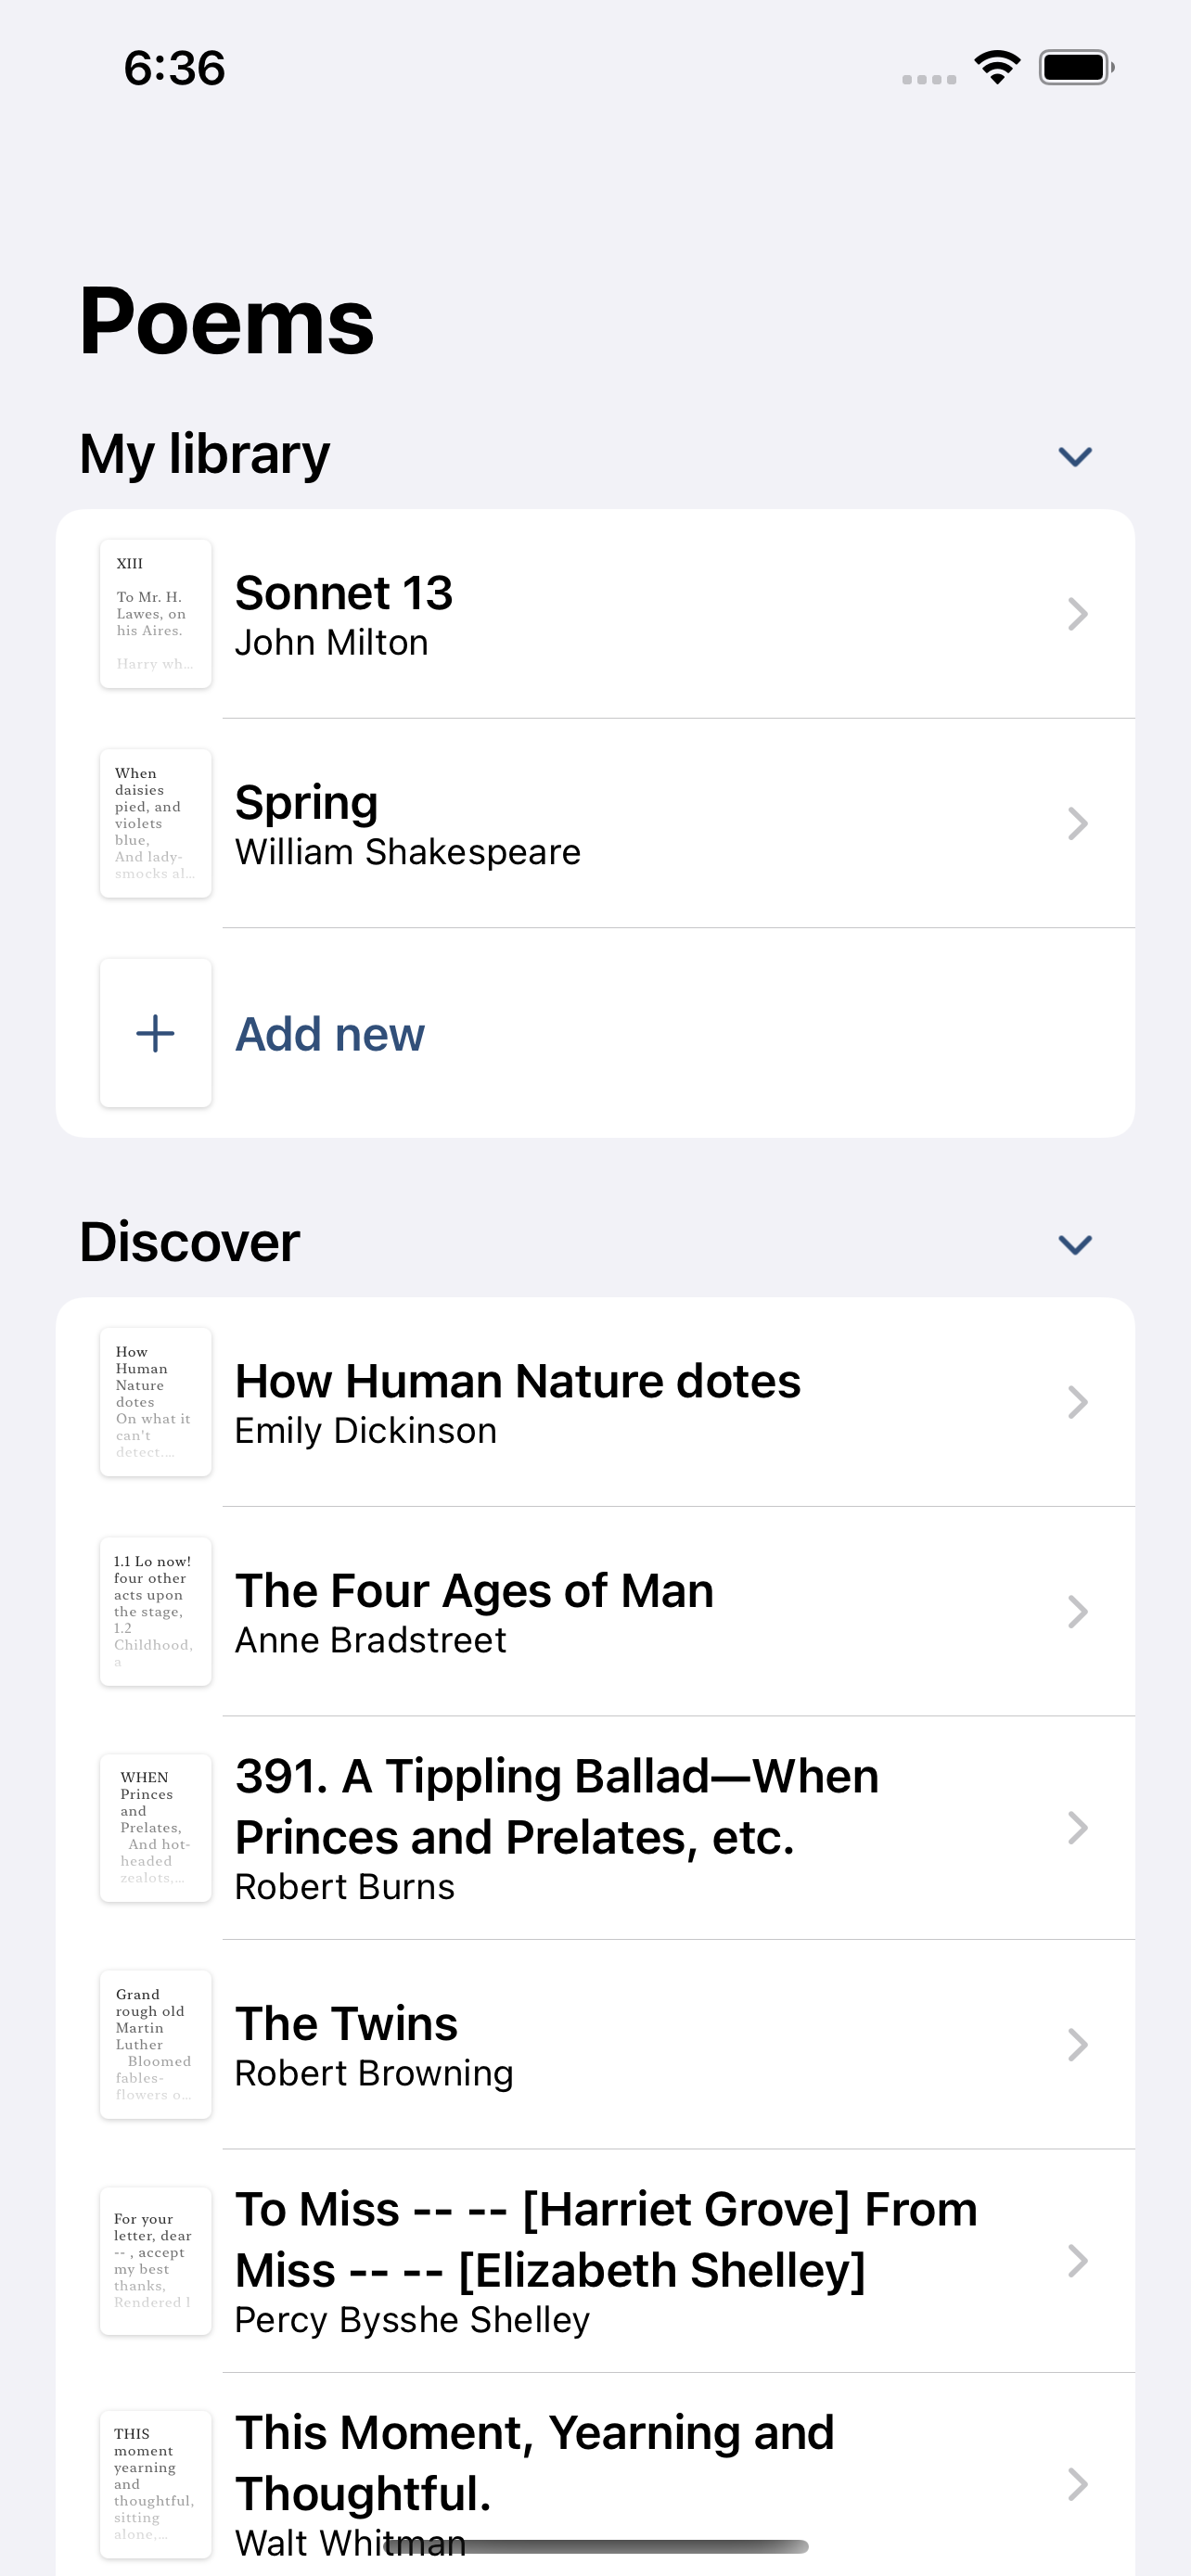 6:36
Poems
My library
XIII
To Mr. H.
Lawes, on
his Aires.
Harry wh...
Sonnet 13
John Milton
When
daisies
pied, and
violets
blue,
And lady-
smocks al...
Spring
William Shakespeare
Add new
Discover
How
Human
Nature
dotes
On what it
can't
detect....
How Human Nature dotes
Emily Dickinson
1.1 Lo now!
four other
acts upon
the stage,
1.2
Childhood,
a
The Four Ages of Man
Anne Bradstreet
WHEN
Princes
and
Prelates,
And hot-
headed
zealots,...
391. A Tippling Ballad—When
Princes and Prelates, etc.
Robert Burns
Grand
rough old
Martin
Luther
Bloomed
fables-
flowers o...
The Twins
Robert Browning
For your
letter, dear
-- , accept
my best
thanks,
Rendered
To Miss -- -- [Harriet Grove] From
Miss -- -- [Elizabeth Shelley]
Percy Bysshe Shelley
THIS
moment
yearning
and
thoughtful,
sitting
alone,...
This Moment, Yearning and
Thoughtful.
Walt Whitman